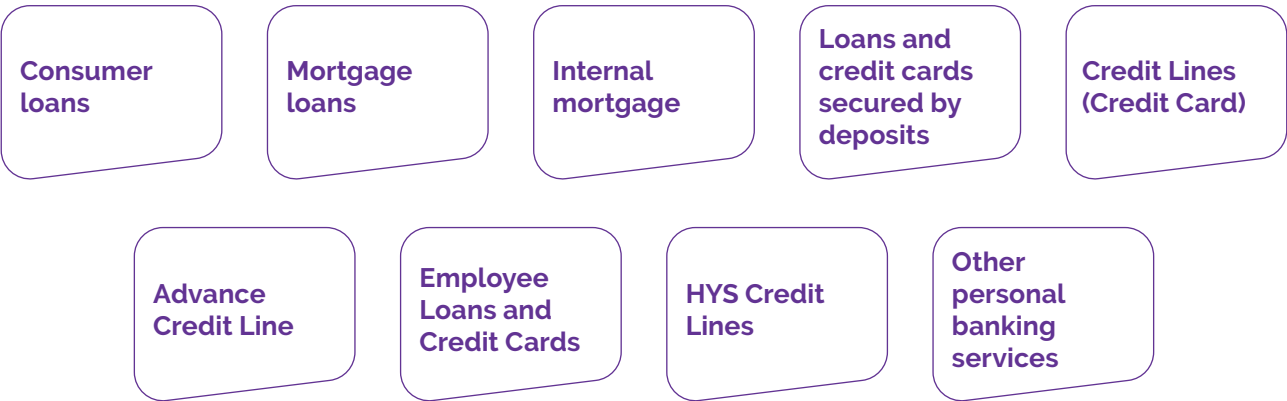 Consumer
loans
Mortgage
loans
Internal
mortgage
Loans and
credit cards
secured by
deposits
Credit Lines
(Credit Card)
Advance
Credit Line
Employee
Loans and
Credit Cards
HYS Credit
Lines
Other
personal
banking
services